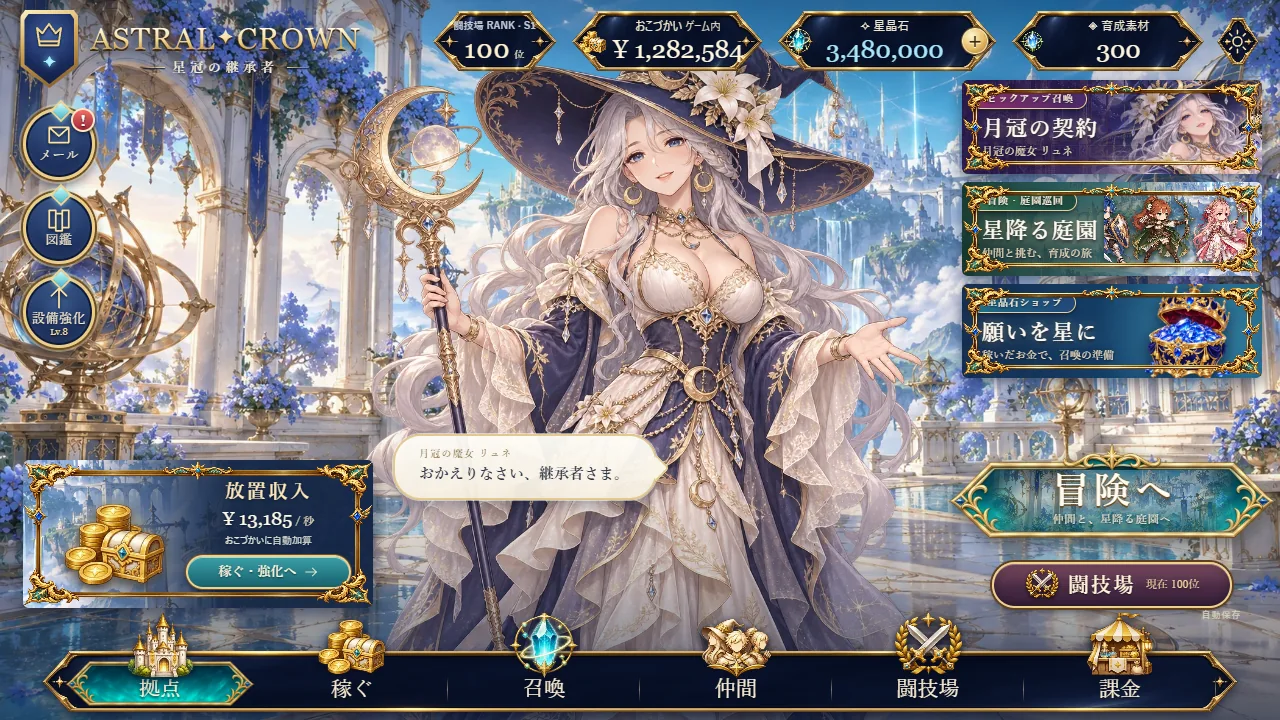 ASTRAL✦CROWN
星冠の継承者
闘技場 RANK · S1
100 位
おこづかい ゲーム内
¥ 1,282,584
✧ 星晶石
3,480,000
+
◈ 育成素材
300
!
メール
図鑑
設備強化
Lv.8
ピックアップ召喚
月冠の契約
月冠の魔女 リュネ
冒険・庭園巡回
星降る庭園
仲間と挑む、育成の旅
星晶石ショップ
願いを星に
稼いだお金で、召喚の準備
月冠の魔女 リュネ
おかえりなさい、継承者さま。
放置収入
¥ 13,185 / 秒
おこづかいに自動加算
稼ぐ・強化へ →
冒険へ
仲間と、星降る庭園へ
闘技場 現在 100位
自動保存
拠点
稼ぐ
召喚
仲間
闘技場
課金